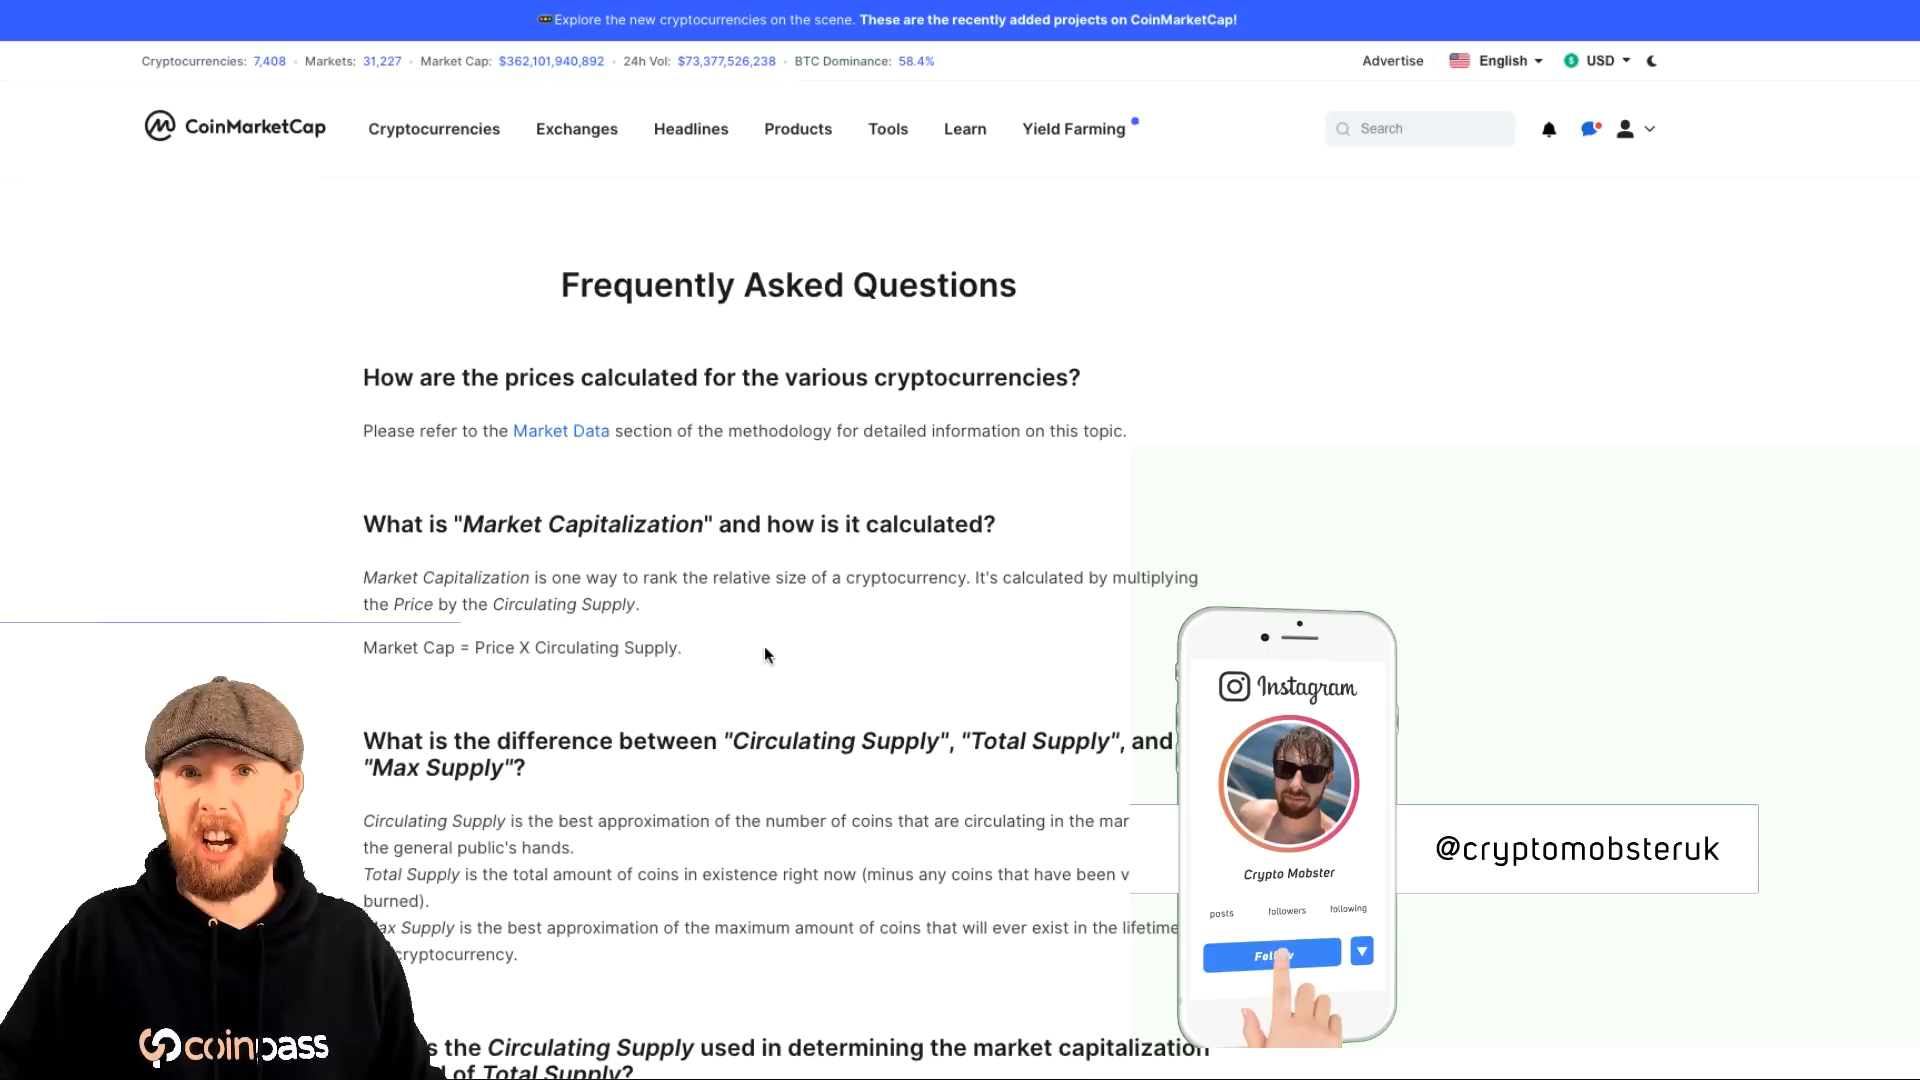 Explore the new cryptocurrencies on the scene. These are the recently added projects on CoinMarketCap!
Cryptocurrencies: 7,408 • Markets: 31,227 • Market Cap: $362,101,940,892 • 24h Vol: $73,377,526,238 • BTC Dominance: 58.4%
Advertise English USD
CoinMarketCap Cryptocurrencies Exchanges Headlines Products Tools Learn Yield Farming Search
Frequently Asked Questions
How are the prices calculated for the various cryptocurrencies?
Please refer to the Market Data section of the methodology for detailed information on this topic.
What is "Market Capitalization" and how is it calculated?
Market Capitalization is one way to rank the relative size of a cryptocurrency. It's calculated by multiplying
the Price by the Circulating Supply.
Market Cap = Price X Circulating Supply.
What is the difference between "Circulating Supply", "Total Supply", and
"Max Supply"?
Circulating Supply is the best approximation of the number of coins that are circulating in the mar
the general public's hands.
Total Supply is the total amount of coins in existence right now (minus any coins that have been v
burned).
ax Supply is the best approximation of the maximum amount of coins that will ever exist in the lifetime
cryptocurrency.
s the Circulating Supply used in determining the market capitalization
of Total Supply?
coinpass
Instagram
Crypto Mobster
posts followers following
Follow
@cryptomobsteruk